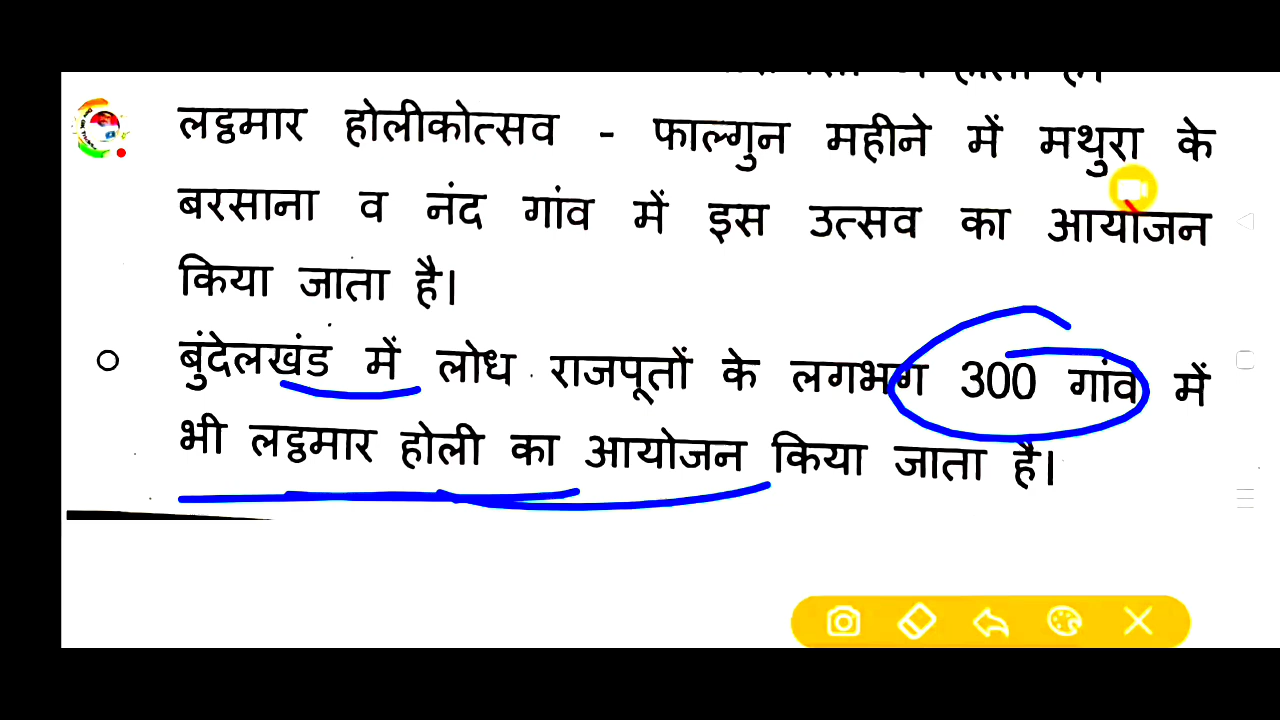 लट्ठमार होलीकोत्सव - फाल्गुन महीने में मथुरा के
बरसाना व नंद गांव में इस उत्सव का आयोजन
किया जाता है।
बुंदेलखंड में लोध राजपूतों के लगभग 300 गांव में
भी लट्ठमार होली का आयोजन किया जाता है।